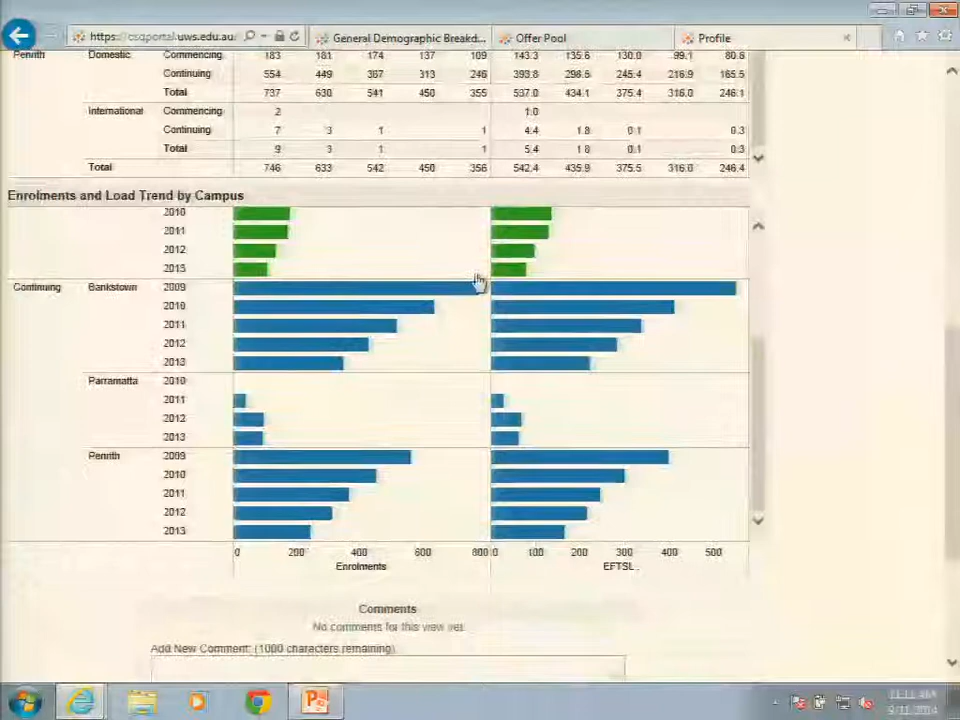 https://csqportal.uws.edu.au
General Demographic Breakd...
Offer Pool
Profile
Penrith Domestic Commencing 183 181 174 137 109 143.3 135.6 130.0 99.1 80.8
Continuing 554 449 367 313 246 393.8 298.5 245.4 216.9 165.5
Total 737 630 541 450 355 537.0 434.1 375.4 316.0 246.1
International Commencing 2 1.0
Continuing 7 3 1 1 4.4 1.8 0.1 0.3
Total 9 3 1 1 5.4 1.8 0.1 0.3
Total 746 633 542 450 356 542.4 435.9 375.5 316.0 246.4
Enrolments and Load Trend by Campus
2010
2011
2012
2013
Continuing Bankstown 2009
2010
2011
2012
2013
Parramatta 2010
2011
2012
2013
Penrith 2009
2010
2011
2012
2013
0 200 400 600 800 0 100 200 300 400 500
Enrolments EFTSL
Comments
No comments for this view yet.
Add New Comment: (1000 characters remaining)
11:11 AM
9/11/2014